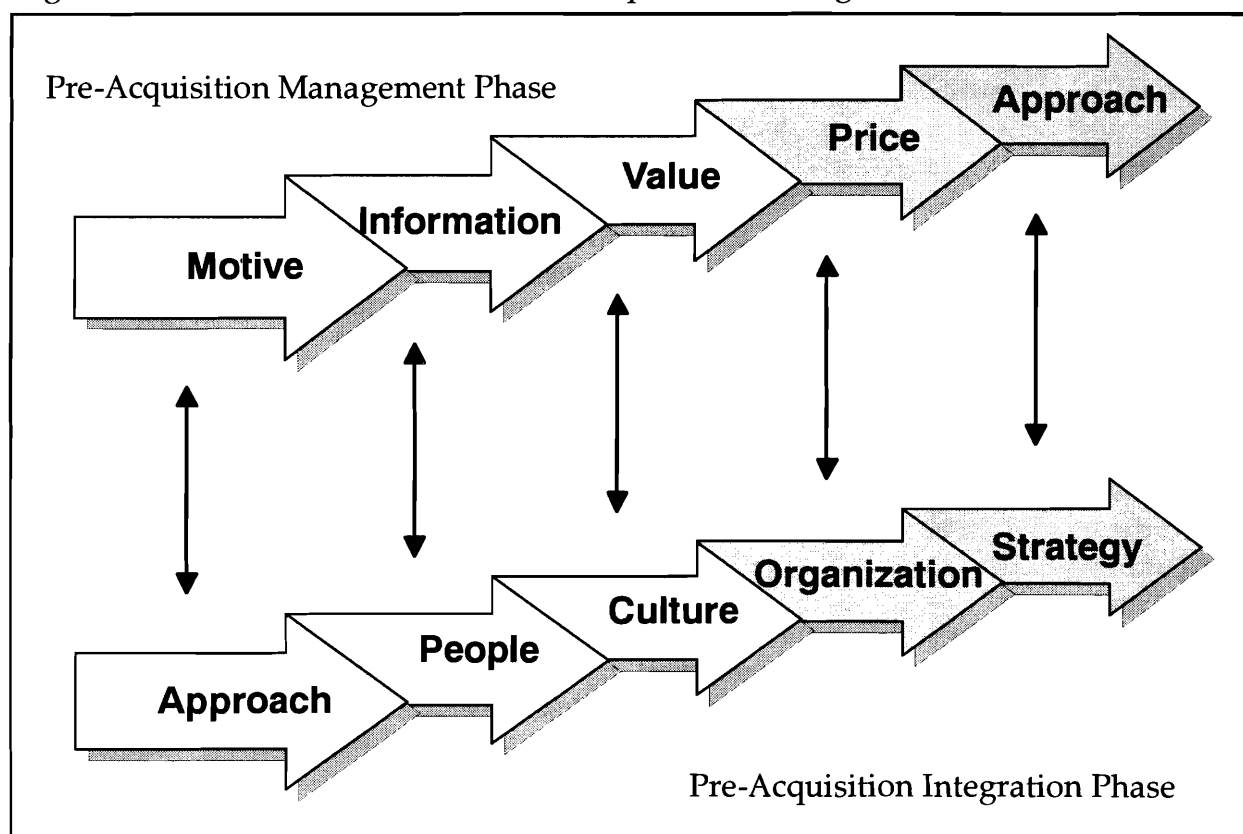 Pre-Acquisition Management Phase
Approach
Price
Value
Information
Motive
Strategy
Organization
Culture
People
Approach
Pre-Acquisition Integration Phase